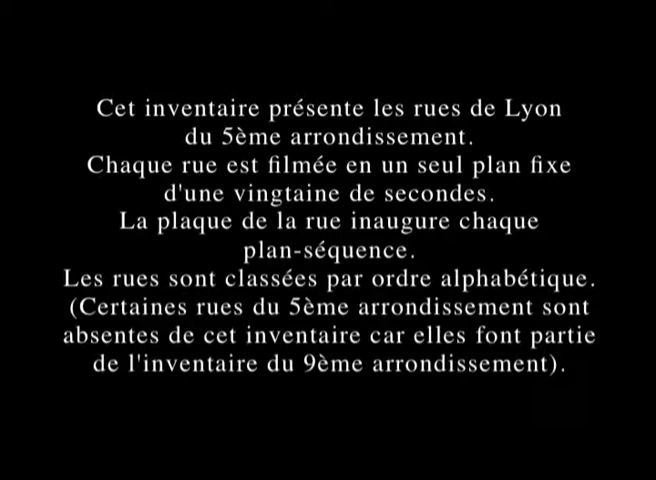 Cet inventaire présente les rues de Lyon
du 5ème arrondissement.
Chaque rue est filmée en un seul plan fixe
d'une vingtaine de secondes.
La plaque de la rue inaugure chaque
plan-séquence.
Les rues sont classées par ordre alphabétique.
(Certaines rues du 5ème arrondissement sont
absentes de cet inventaire car elles font partie
de l'inventaire du 9ème arrondissement).